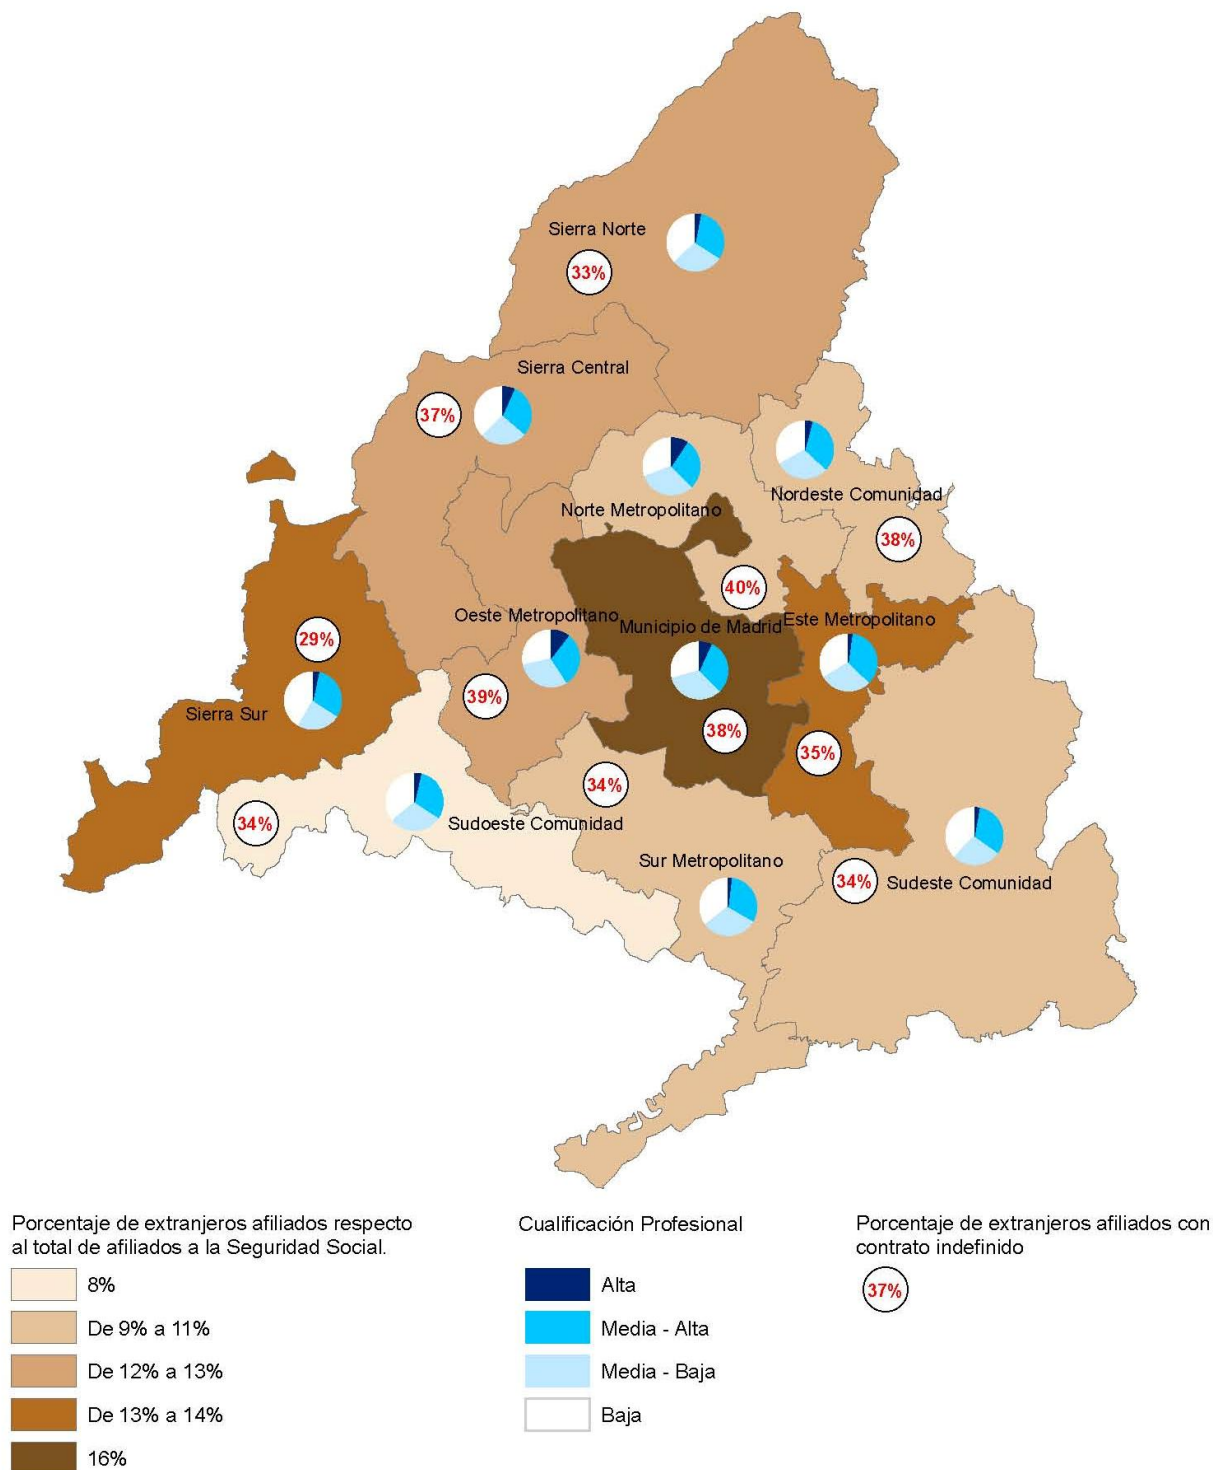 Sierra Norte
33%
Sierra Central
37%
Nordeste Comunidad
Norte Metropolitano
38%
40%
Oeste Metropolitano
Municipio de Madrid
Este Metropolitano
29%
39%
Sierra Sur
38%
35%
34%
34%
Sudoeste Comunidad
Sur Metropolitano
34%
Sudeste Comunidad
Porcentaje de extranjeros afiliados respecto
al total de afiliados a la Seguridad Social.
8%
De 9% a 11%
De 12% a 13%
De 13% a 14%
16%
Cualificación Profesional
Alta
Media - Alta
Media - Baja
Baja
Porcentaje de extranjeros afiliados con
contrato indefinido
37%